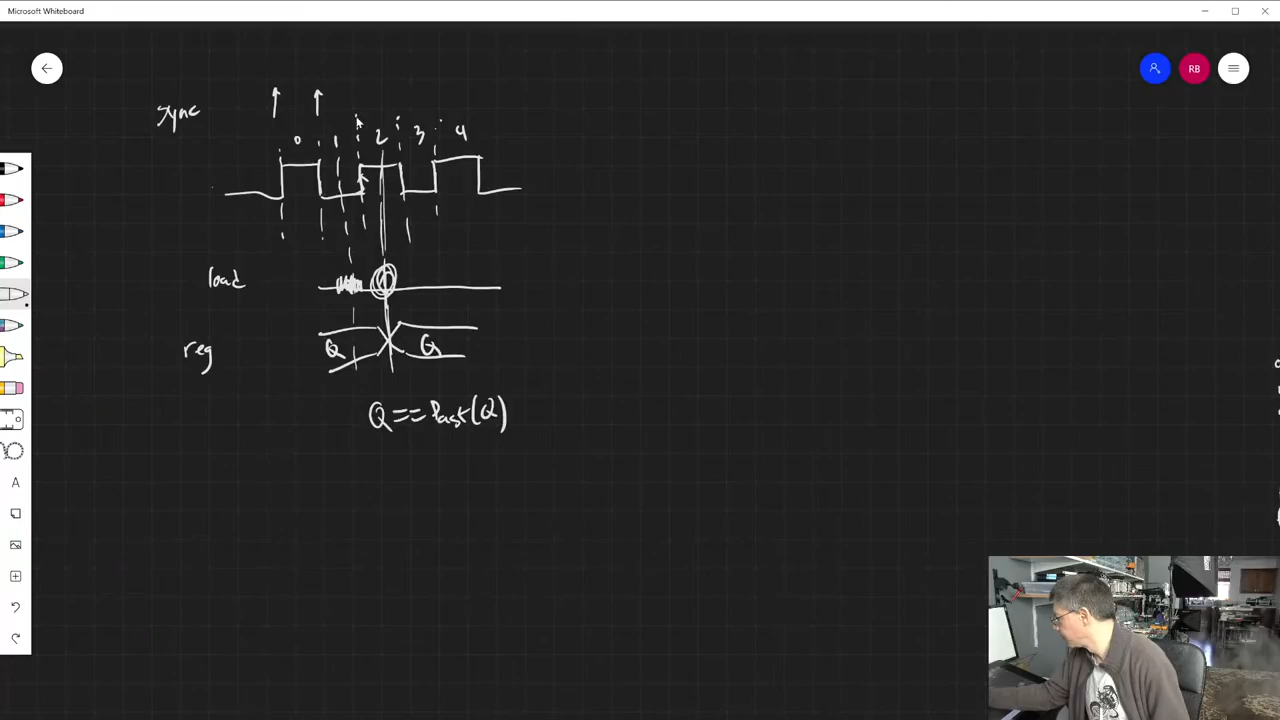 Microsoft Whiteboard
RB
sync
0 1 2 3 4
load
reg
Q Q
Q == Past(Q)
A